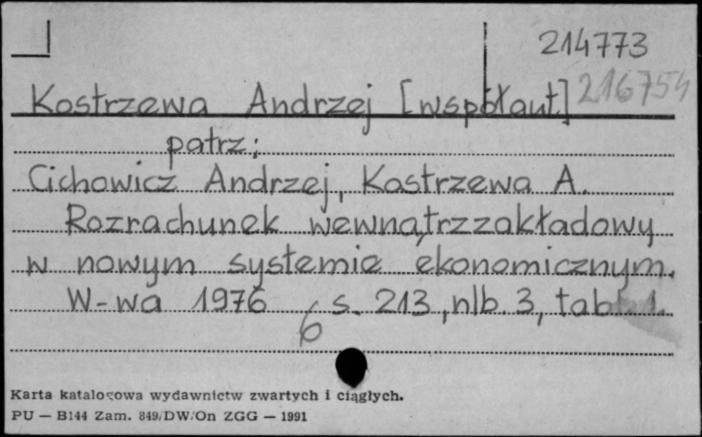 214773
Kostrzewa Andrzej [współaut] 216754
patrz:
Cichowicz Andrzej, Kostrzewa A.
Rozrachunek wewnątrzzakładowy
w nowym systemie ekonomicznym.
W-wa 1976 s. 213, nlb. 3, tabl. 1.
6
Karta katalogowa wydawnictw zwartych i ciągłych.
PU — B144 Zam. 849/DW/On ZGG — 1991